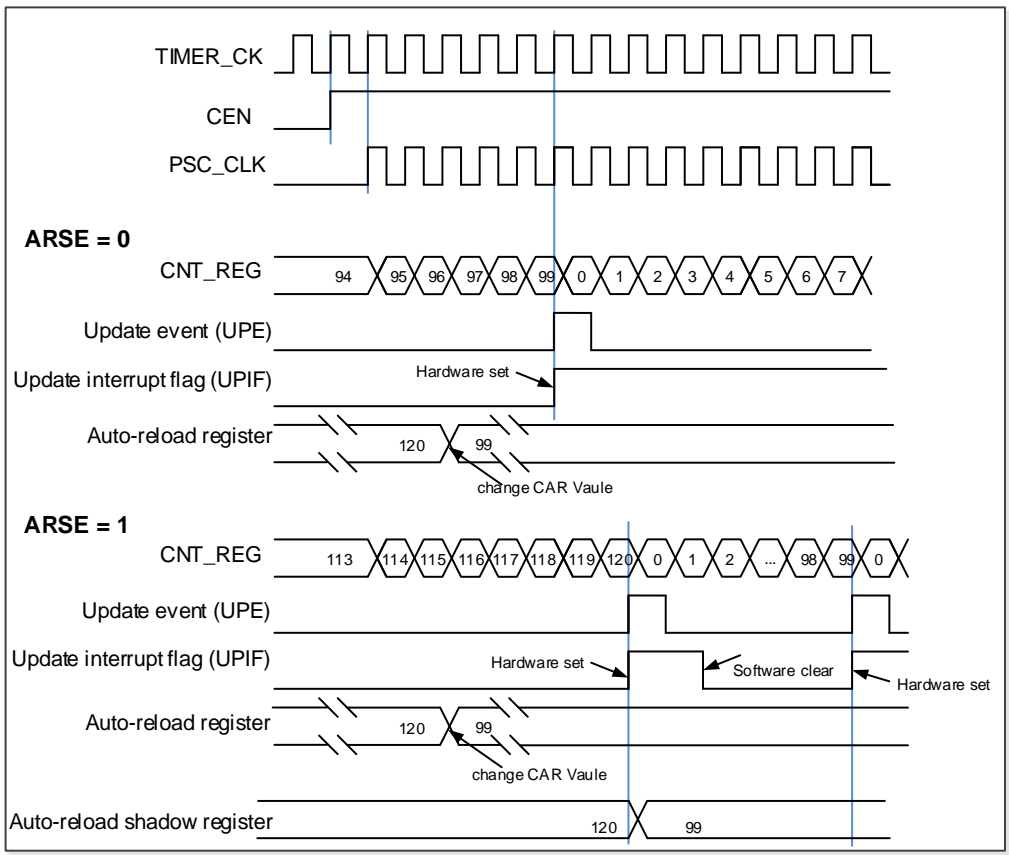 TIMER_CK
CEN
PSC_CLK
ARSE = 0
CNT_REG 94 95 96 97 98 99 0 1 2 3 4 5 6 7
Update event (UPE)
Update interrupt flag (UPIF) Hardware set
Auto-reload register 120 99
change CAR Vaule
ARSE = 1
CNT_REG 113 114 115 116 117 118 119 120 0 1 2 ... 98 99 0
Update event (UPE)
Update interrupt flag (UPIF) Hardware set Software clear Hardware set
Auto-reload register 120 99
change CAR Vaule
Auto-reload shadow register 120 99